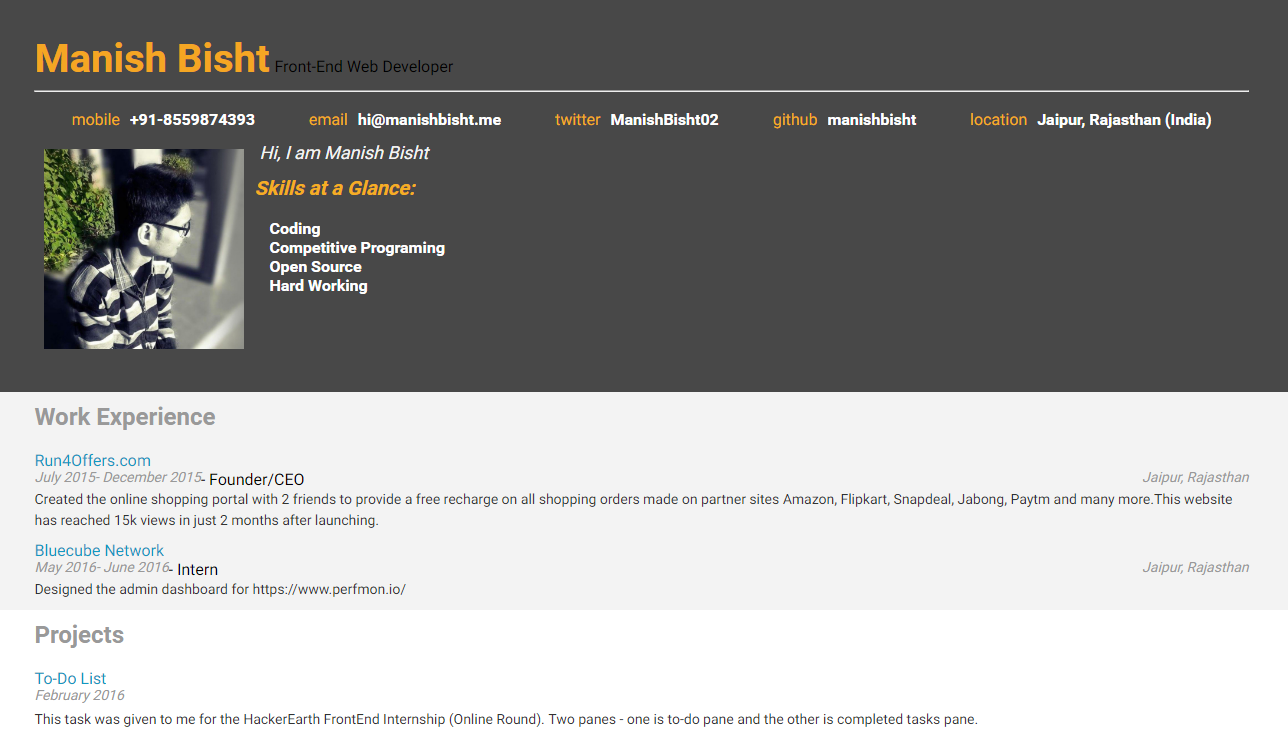 Manish Bisht Front-End Web Developer
mobile +91-8559874393 email hi@manishbisht.me twitter ManishBisht02 github manishbisht location Jaipur, Rajasthan (India)
Hi, I am Manish Bisht
Skills at a Glance:
Coding
Competitive Programing
Open Source
Hard Working
Work Experience
Run4Offers.com
July 2015- December 2015- Founder/CEO Jaipur, Rajasthan
Created the online shopping portal with 2 friends to provide a free recharge on all shopping orders made on partner sites Amazon, Flipkart, Snapdeal, Jabong, Paytm and many more.This website
has reached 15k views in just 2 months after launching.
Bluecube Network
May 2016- June 2016- Intern Jaipur, Rajasthan
Designed the admin dashboard for https://www.perfmon.io/
Projects
To-Do List
February 2016
This task was given to me for the HackerEarth FrontEnd Internship (Online Round). Two panes - one is to-do pane and the other is completed tasks pane.